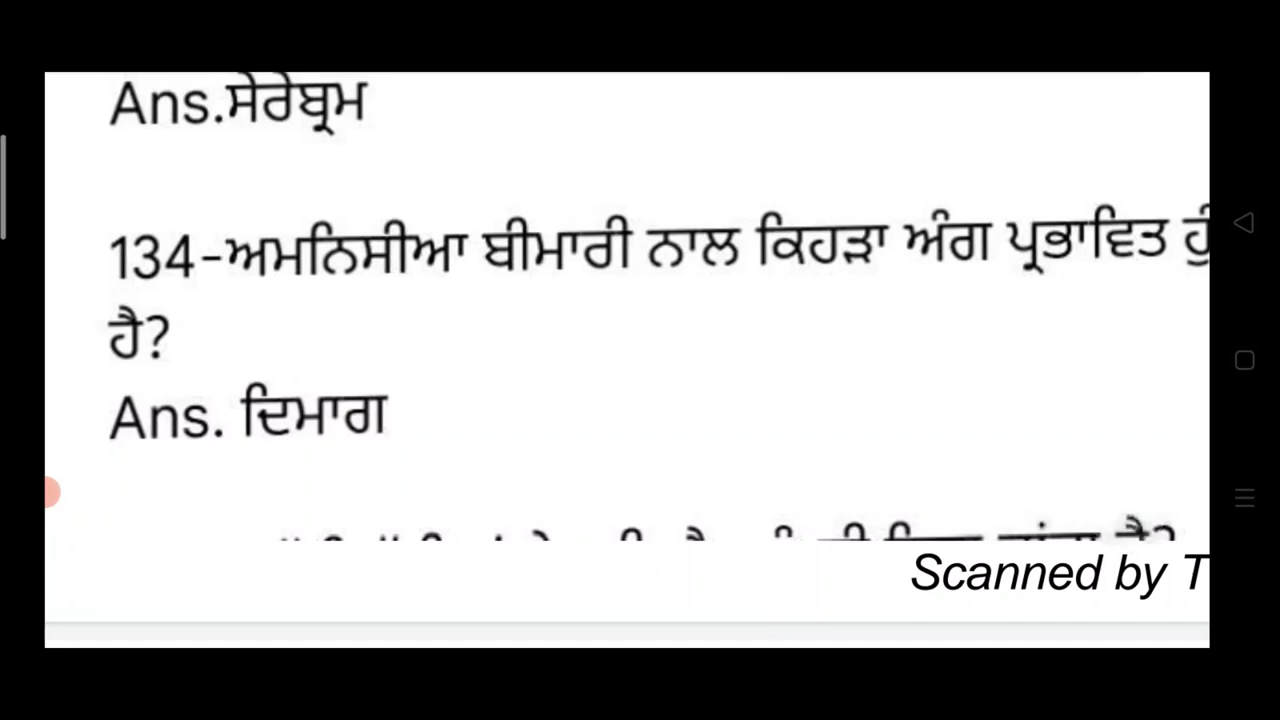 Ans.ਸੇਰੇਬ੍ਰਮ
134-ਅਮਨਿਸੀਆ ਬੀਮਾਰੀ ਨਾਲ ਕਿਹੜਾ ਅੰਗ ਪ੍ਰਭਾਵਿਤ
ਹੈ?
Ans. ਦਿਮਾਗ
Scanned by T